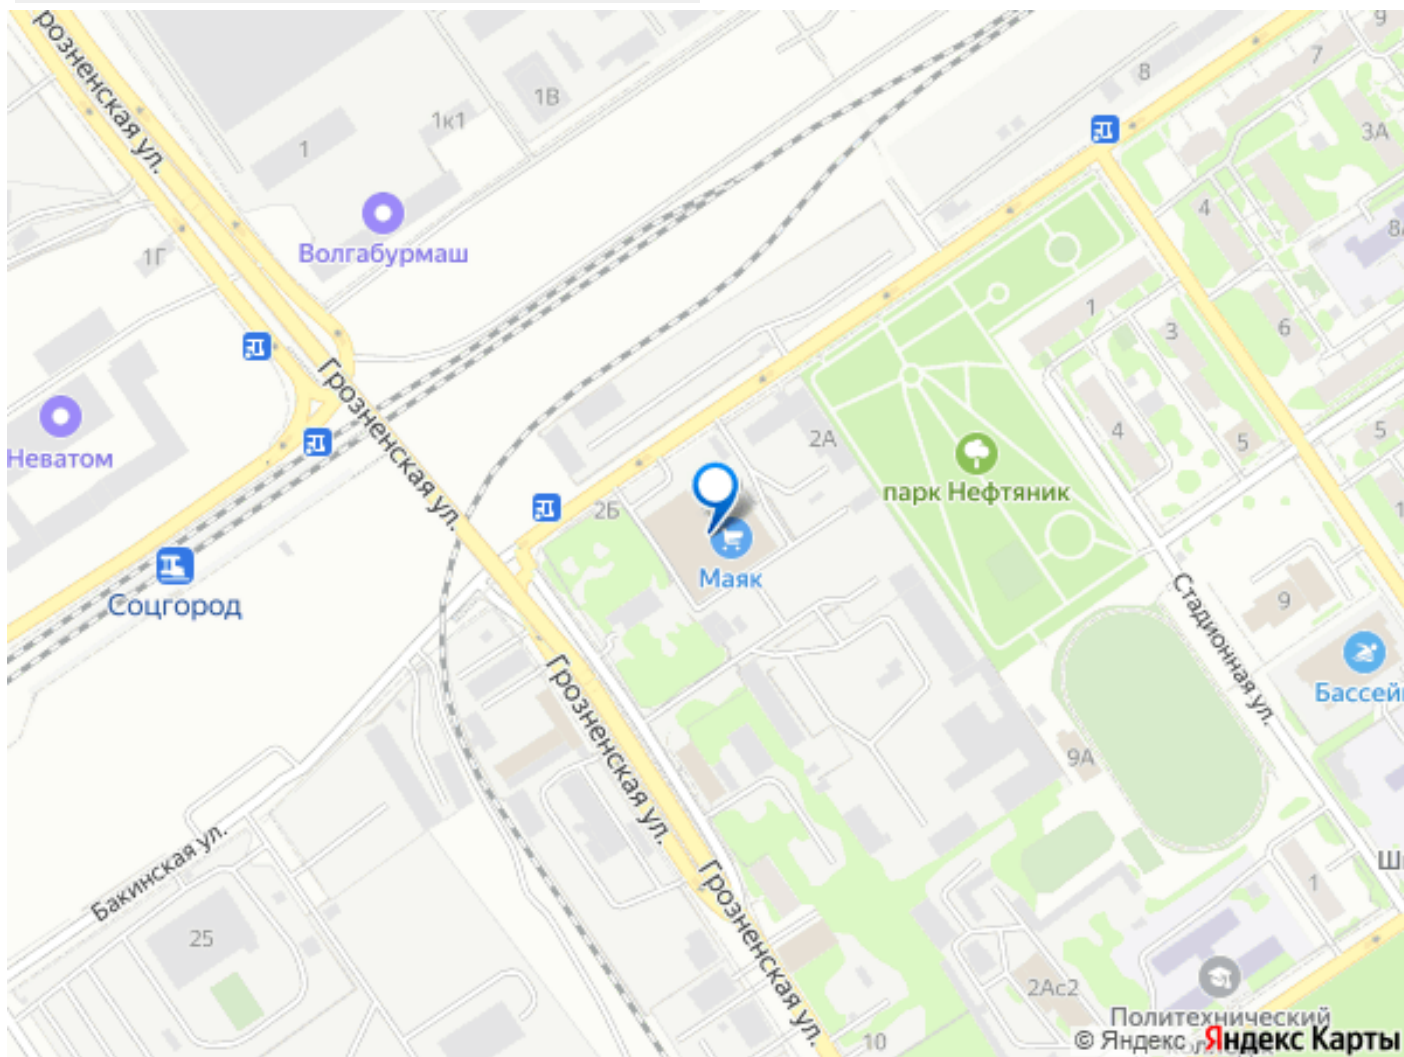 Грозненская ул.
9
7
8
1В
1к1
1
3А
4
Волгабурмаш
1Г
1
3
6
Грозненская ул.
Неватом
2А
4
5
5
парк Нефтяник
2Б
Маяк
Соцгород
Стадионная ул.
9
Грозненская ул.
Бассей
9А
Бакинская ул.
Грозненская ул.
1
25
2Ас2
Политехнический
10
© Яндекс Яндекс Карты